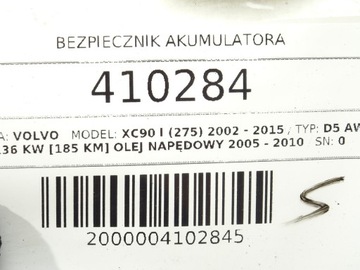 BEZPIECZNIK AKUMULATORA
410284
A: VOLVO MODEL: XC90 I (275) 2002 - 2015 / TYP: D5 AW
136 KW [185 KM] OLEJ NAPĘDOWY 2005 - 2010 SN: 0
2000004102845
S